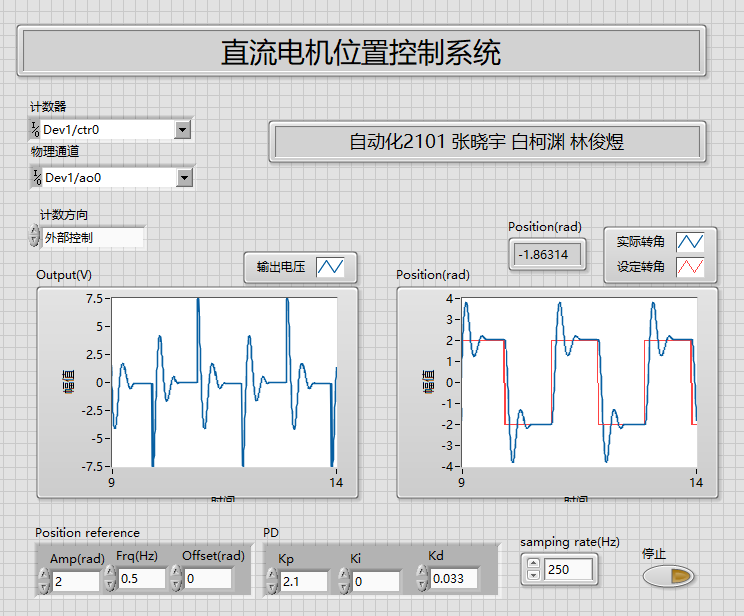 直流电机位置控制系统
计数器
Dev1/ctr0
自动化2101 张晓宇 白柯渊 林俊煜
物理通道
Dev1/ao0
计数方向
外部控制
Position(rad)
-1.86314
实际转角
设定转角
输出电压
Output(V)
Position(rad)
7.5
5
2.5
0
-2.5
-5
-7.5
幅值
9
14
时间
4
3
2
1
0
-1
-2
-3
-4
幅值
9
14
时间
Position reference
Amp(rad) Frq(Hz) Offset(rad)
2 0.5 0
PD
Kp Ki Kd
2.1 0 0.033
samping rate(Hz)
250
停止